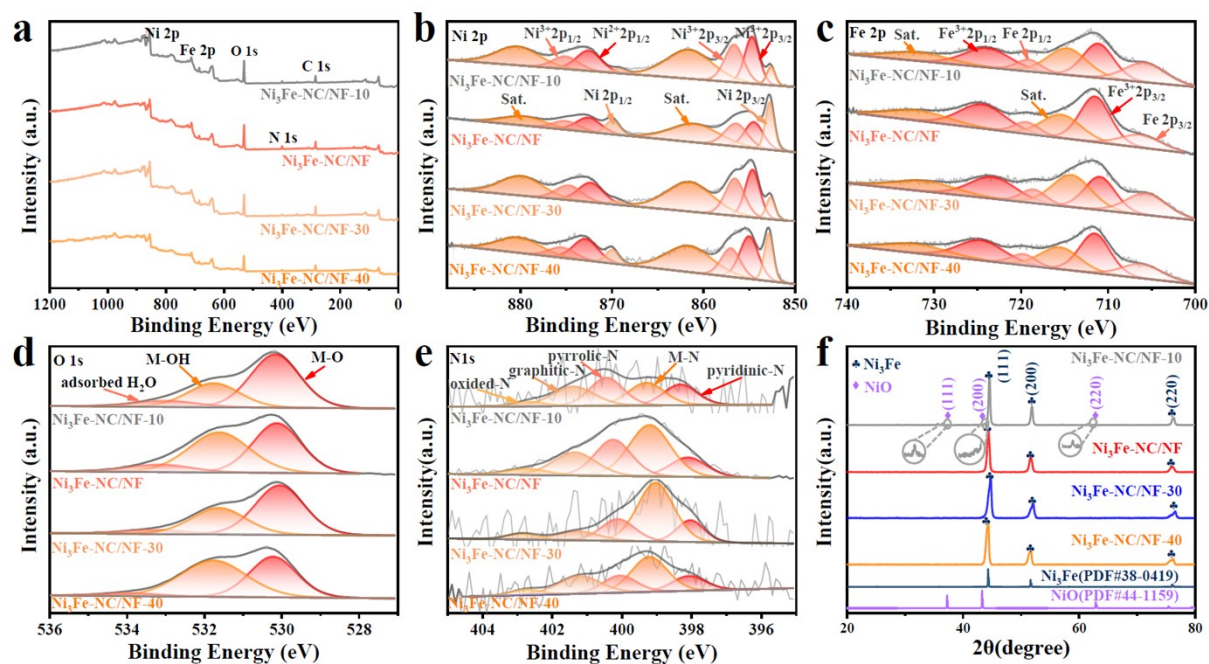 a
Ni 2p
Fe 2p
O 1s
C 1s
Ni₃Fe-NC/NF-10
N 1s
Ni₃Fe-NC/NF
Ni₃Fe-NC/NF-30
Ni₃Fe-NC/NF-40
Intensity (a.u.)
1200 1000 800 600 400 200 0
Binding Energy (eV)
b
Ni 2p
Ni³⁺2p₁/₂
Ni²⁺2p₁/₂
Ni³⁺2p₃/₂
Ni³⁺2p₃/₂
Ni₃Fe-NC/NF-10
Sat.
Ni 2p₁/₂
Sat.
Ni 2p₃/₂
Ni₃Fe-NC/NF
Ni₃Fe-NC/NF-30
Ni₃Fe-NC/NF-40
Intensity (a.u.)
880 870 860 850
Binding Energy (eV)
c
Fe 2p
Sat.
Fe³⁺2p₁/₂
Fe 2p₁/₂
Ni₃Fe-NC/NF-10
Sat.
Fe³⁺2p₃/₂
Fe 2p₃/₂
Ni₃Fe-NC/NF
Ni₃Fe-NC/NF-30
Ni₃Fe-NC/NF-40
Intensity (a.u.)
740 730 720 710 700
Binding Energy (eV)
d
O 1s
M-OH
M-O
adsorbed H₂O
Ni₃Fe-NC/NF-10
Ni₃Fe-NC/NF
Ni₃Fe-NC/NF-30
Ni₃Fe-NC/NF-40
Intensity (a.u.)
536 534 532 530 528
Binding Energy (eV)
e
N1s
pyrrolic-N
M-N
graphitic-N
pyridinic-N
oxided-N
Ni₃Fe-NC/NF-10
Ni₃Fe-NC/NF
Ni₃Fe-NC/NF-30
Ni₃Fe-NC/NF-40
Intensity(a.u.)
404 402 400 398 396
Binding Energy (eV)
f
♣ Ni₃Fe
♦ NiO
Ni₃Fe-NC/NF-10
(111)
(200)
(111)
(200)
(220)
(220)
Ni₃Fe-NC/NF
Ni₃Fe-NC/NF-30
Ni₃Fe-NC/NF-40
Ni₃Fe(PDF#38-0419)
NiO(PDF#44-1159)
Intensity(a.u.)
20 40 60 80
2θ(degree)